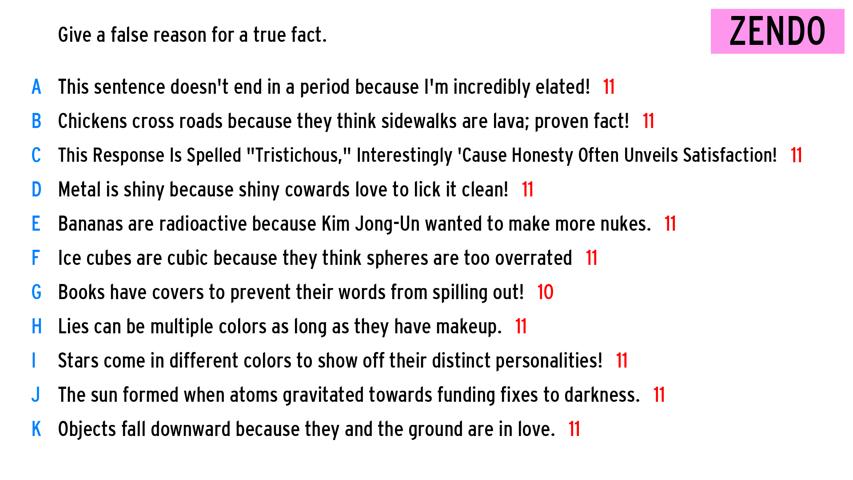 Give a false reason for a true fact.
ZENDO
A This sentence doesn't end in a period because I'm incredibly elated! 11
B Chickens cross roads because they think sidewalks are lava; proven fact! 11
C This Response Is Spelled "Tristichous," Interestingly 'Cause Honesty Often Unveils Satisfaction! 11
D Metal is shiny because shiny cowards love to lick it clean! 11
E Bananas are radioactive because Kim Jong-Un wanted to make more nukes. 11
F Ice cubes are cubic because they think spheres are too overrated 11
G Books have covers to prevent their words from spilling out! 10
H Lies can be multiple colors as long as they have makeup. 11
I Stars come in different colors to show off their distinct personalities! 11
J The sun formed when atoms gravitated towards funding fixes to darkness. 11
K Objects fall downward because they and the ground are in love. 11